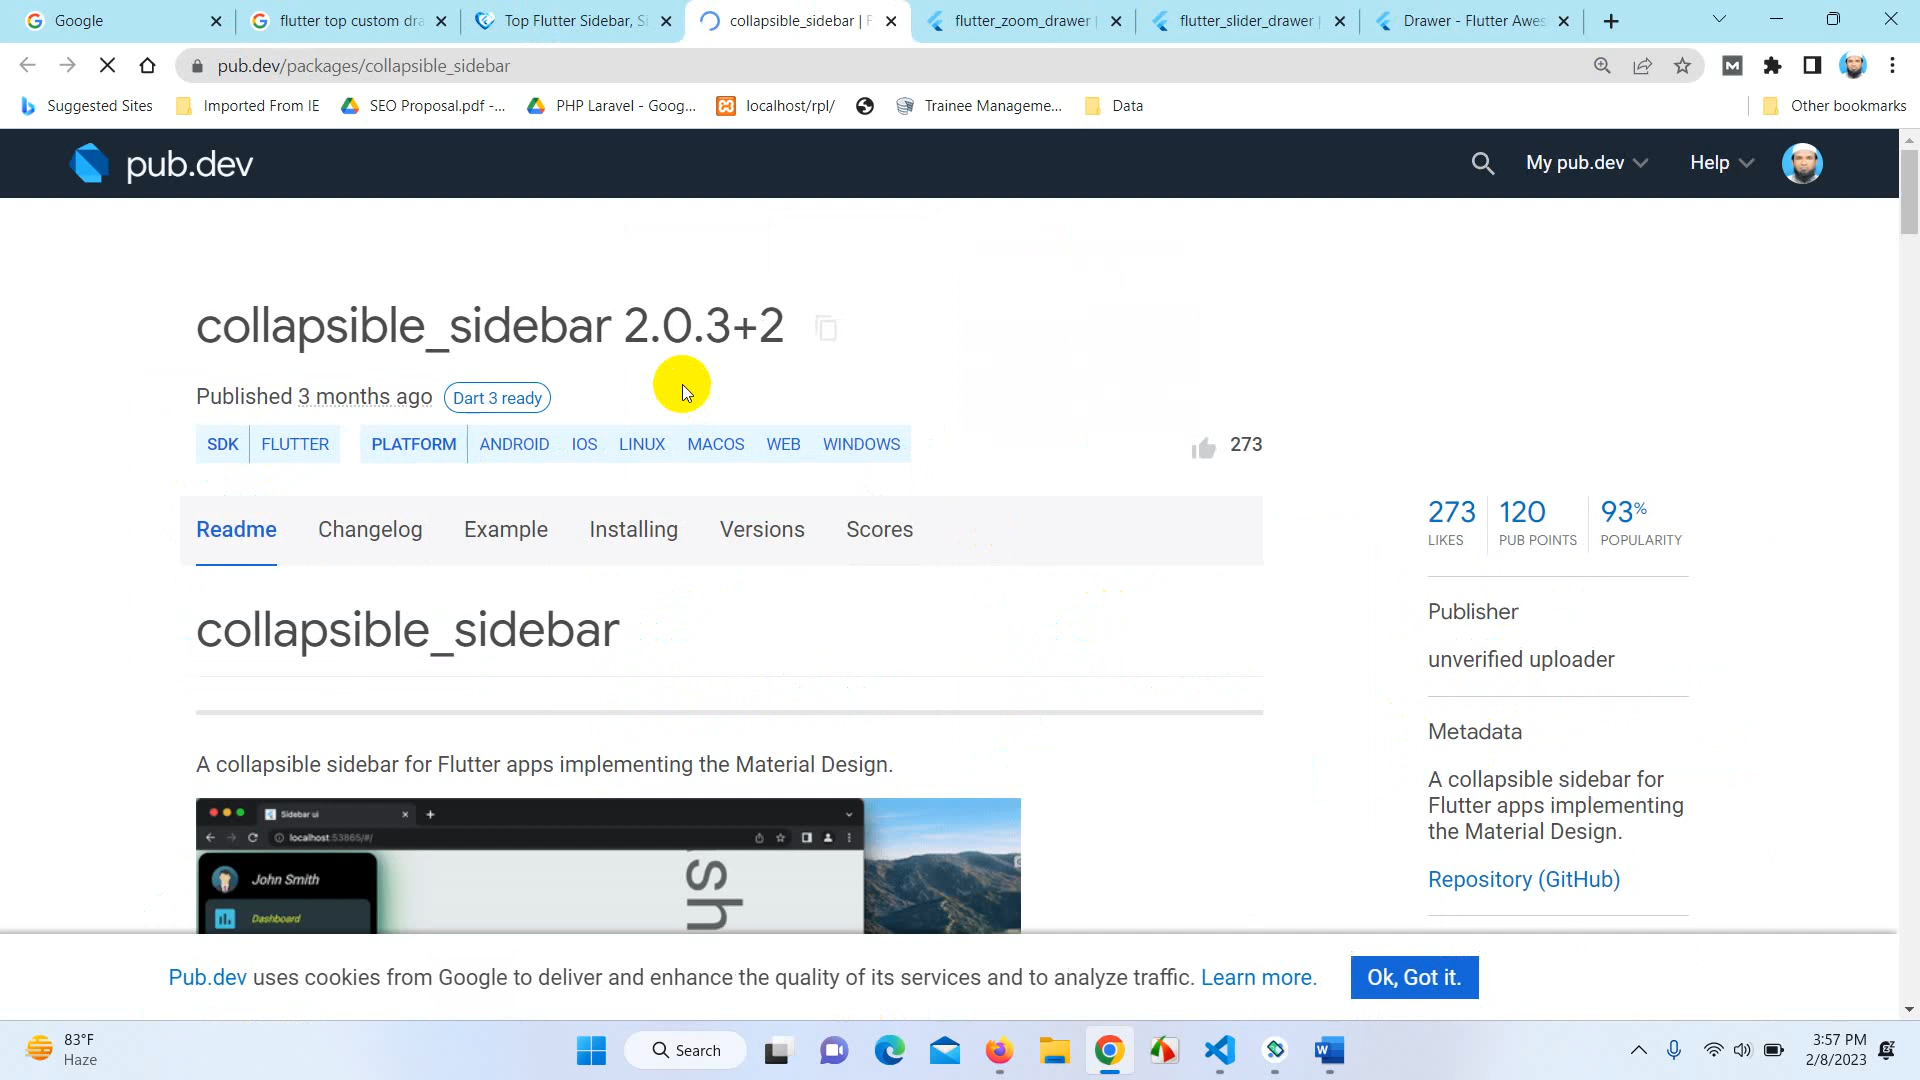 Google
flutter top custom dra
Top Flutter Sidebar, S
collapsible_sidebar | F
flutter_zoom_drawer
flutter_slider_drawer
Drawer - Flutter Awes
pub.dev/packages/collapsible_sidebar
Suggested Sites
Imported From IE
SEO Proposal.pdf -...
PHP Laravel - Goog...
localhost/rpl/
Trainee Manageme...
Data
Other bookmarks
pub.dev
My pub.dev
Help
collapsible_sidebar 2.0.3+2
Published 3 months ago Dart 3 ready
SDK FLUTTER PLATFORM ANDROID IOS LINUX MACOS WEB WINDOWS
273
Readme Changelog Example Installing Versions Scores
273 LIKES
120 PUB POINTS
93% POPULARITY
Publisher
unverified uploader
Metadata
A collapsible sidebar for
Flutter apps implementing
the Material Design.
Repository (GitHub)
collapsible_sidebar
A collapsible sidebar for Flutter apps implementing the Material Design.
Sidebar ui
localhost:53865/#/
John Smith
Dashboard
sh
Pub.dev uses cookies from Google to deliver and enhance the quality of its services and to analyze traffic. Learn more.
Ok, Got it.
83°F
Haze
Search
3:57 PM
2/8/2023